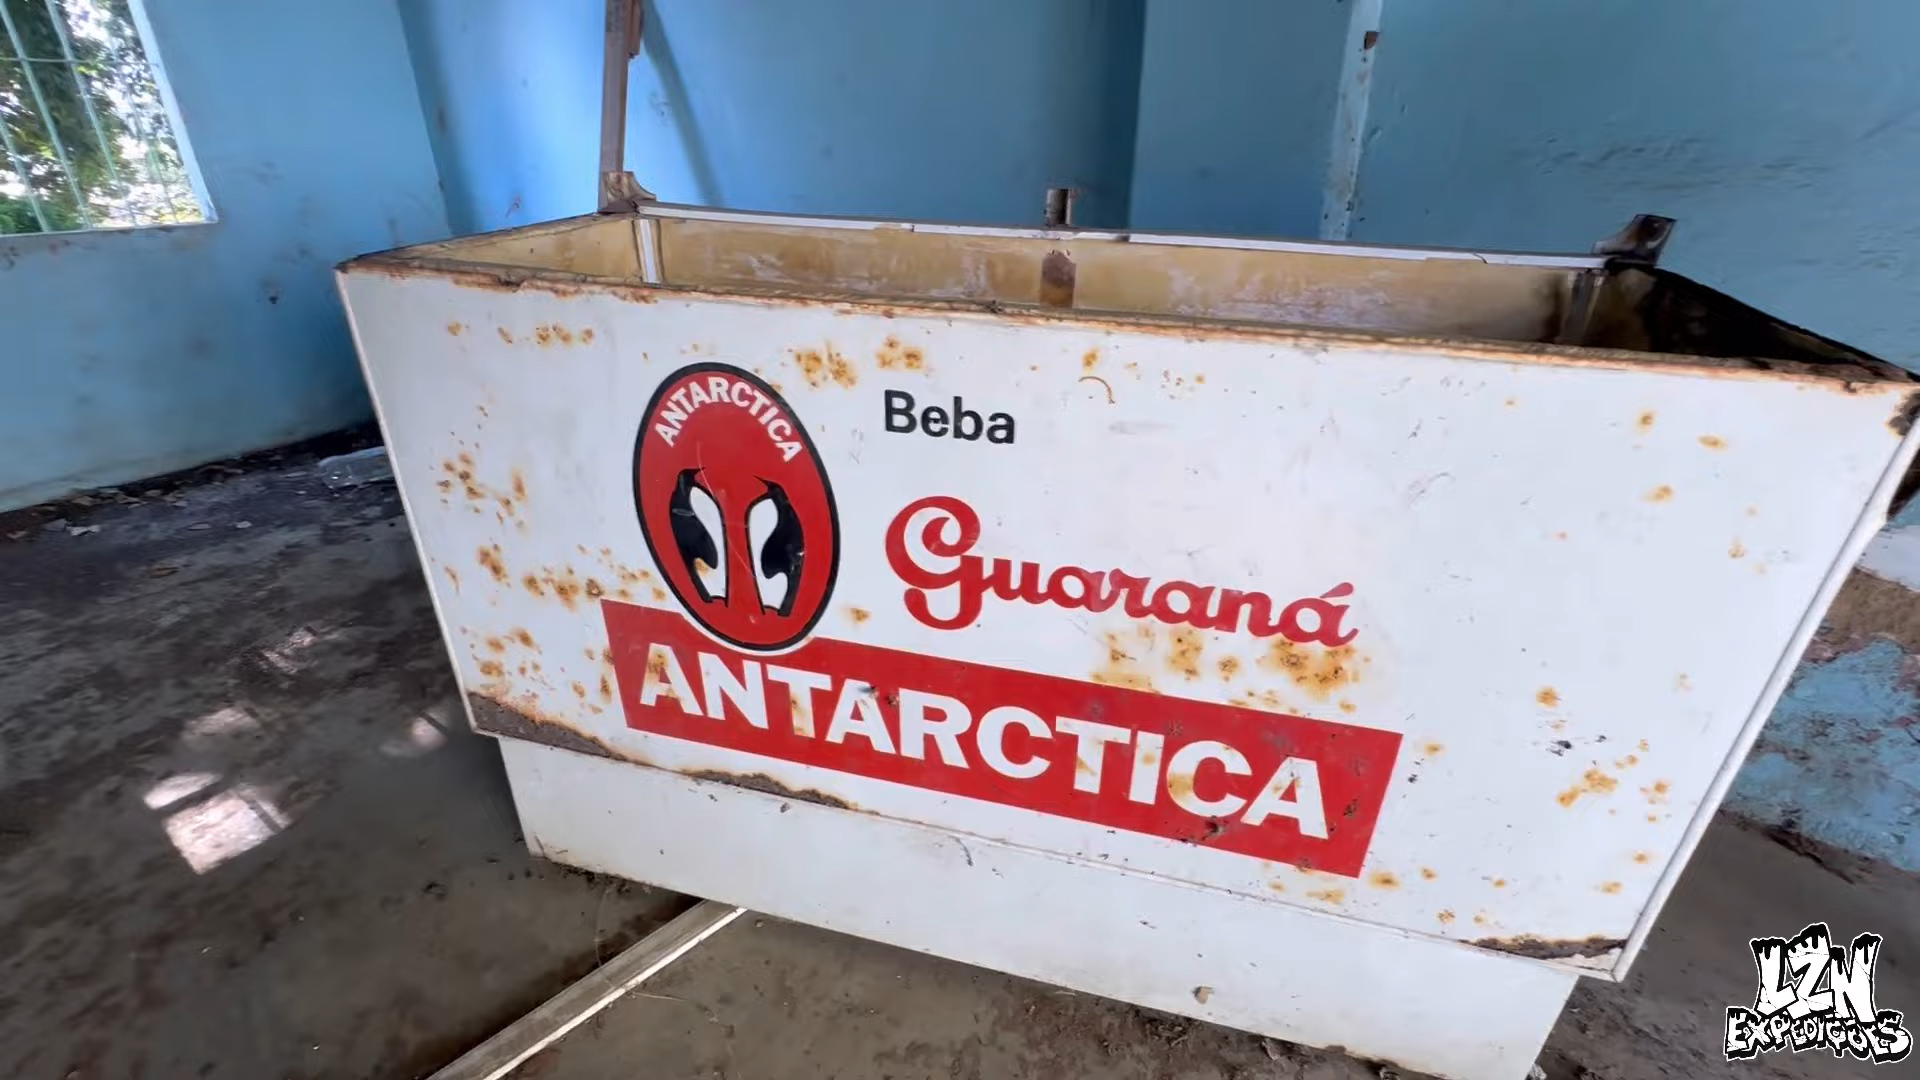 ANTARCTICA
Beba
Guaraná
ANTARCTICA
LZN
EXPEDIÇÕES